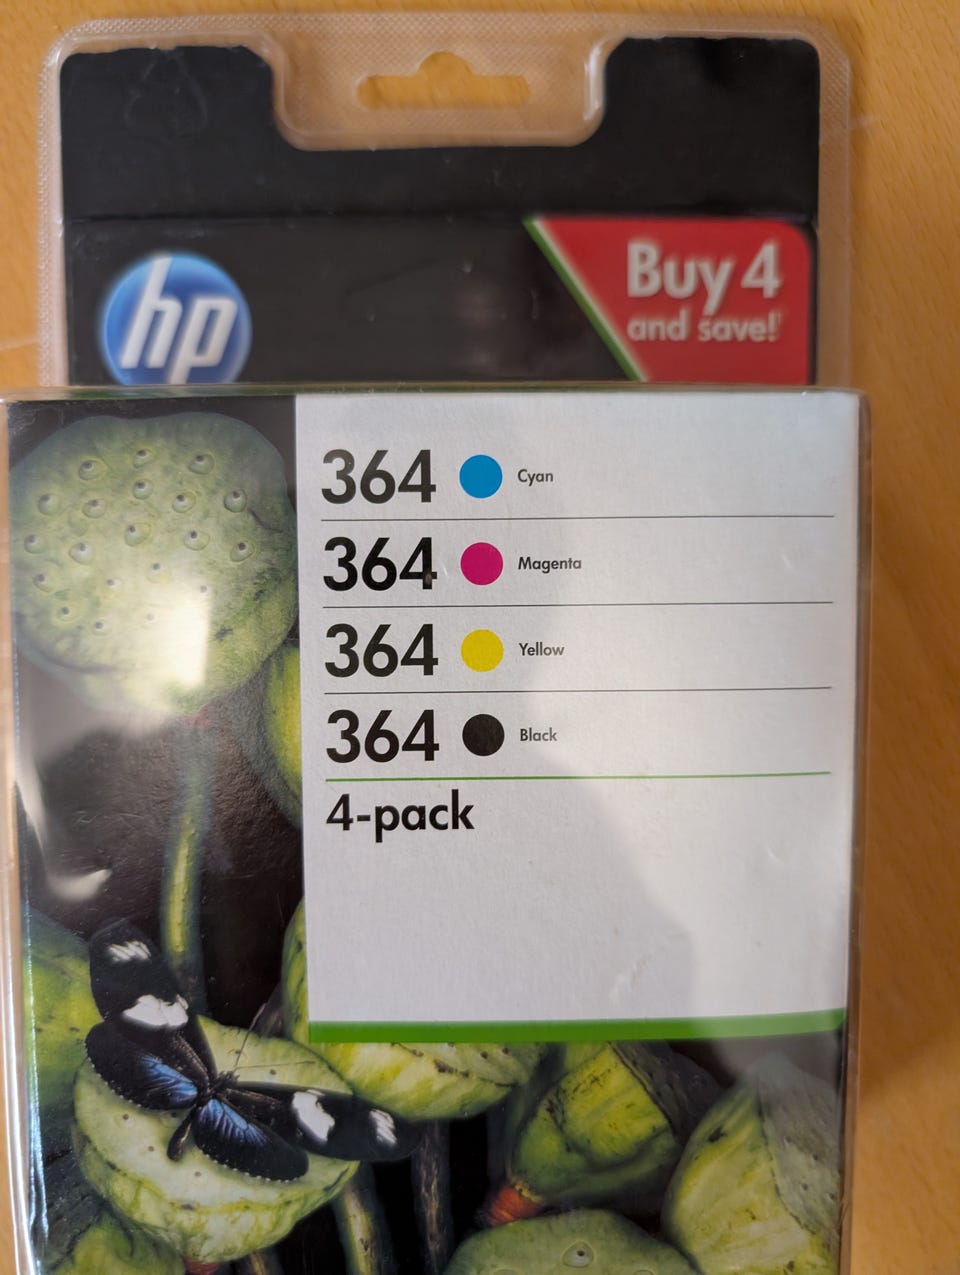 hp
Buy 4
and save!
364 Cyan
364 Magenta
364 Yellow
364 Black
4-pack